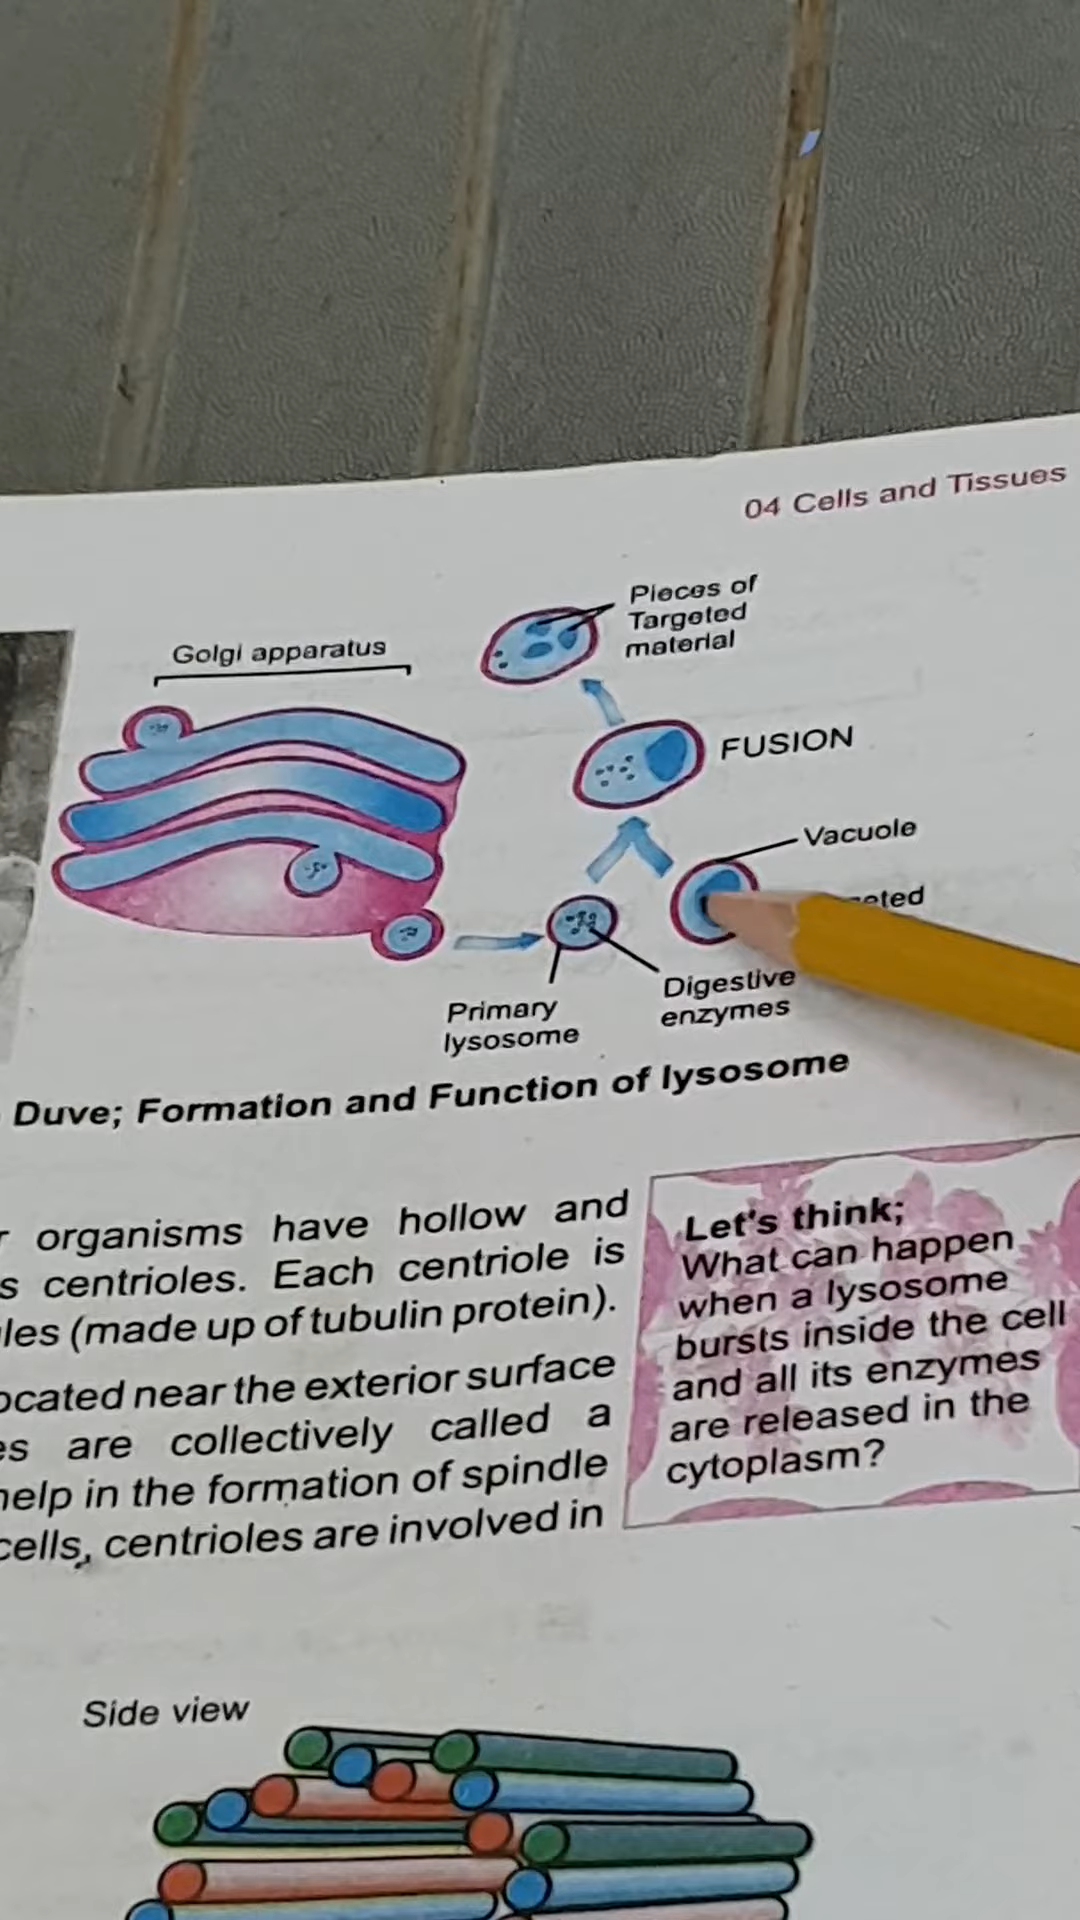 04 Cells and Tissues
Pieces of
Targeted
material
Golgi apparatus
FUSION
Vacuole
Digestive
enzymes
Primary
lysosome
Duve; Formation and Function of lysosome
organisms have hollow and
centrioles. Each centriole is
(made up of tubulin protein).
near the exterior surface
are collectively called a
help in the formation of spindle
cells, centrioles are involved in
Let's think;
What can happen
when a lysosome
bursts inside the cell
and all its enzymes
are released in the
cytoplasm?
Side view